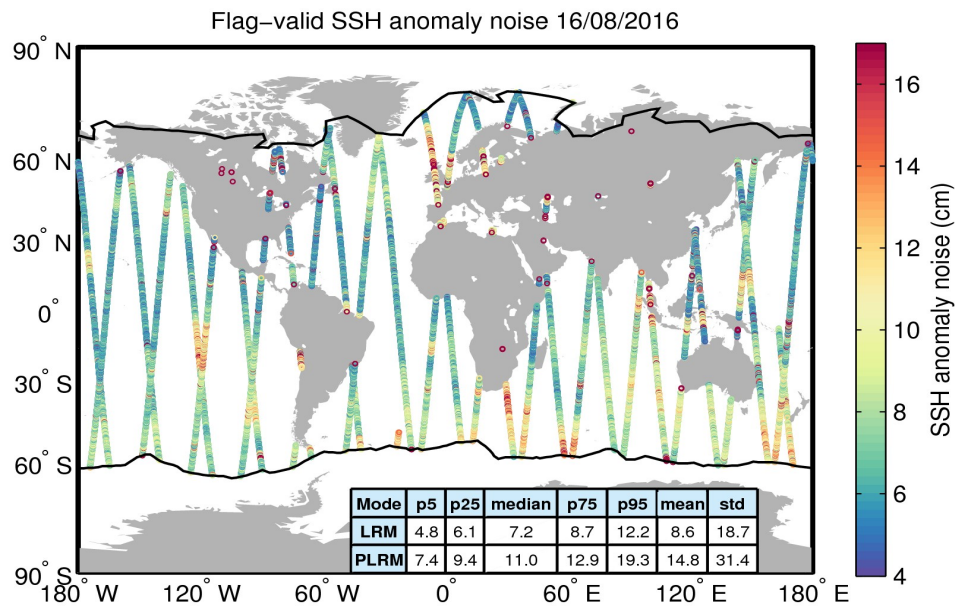 Flag−valid SSH anomaly noise 16/08/2016
90° N
60° N
30° N
0°
30° S
60° S
90° S
180° W 120° W 60° W 0° 60° E 120° E 180° E
Mode p5 p25 median p75 p95 mean std
LRM 4.8 6.1 7.2 8.7 12.2 8.6 18.7
PLRM 7.4 9.4 11.0 12.9 19.3 14.8 31.4
16
14
12
10
8
6
4
SSH anomaly noise (cm)